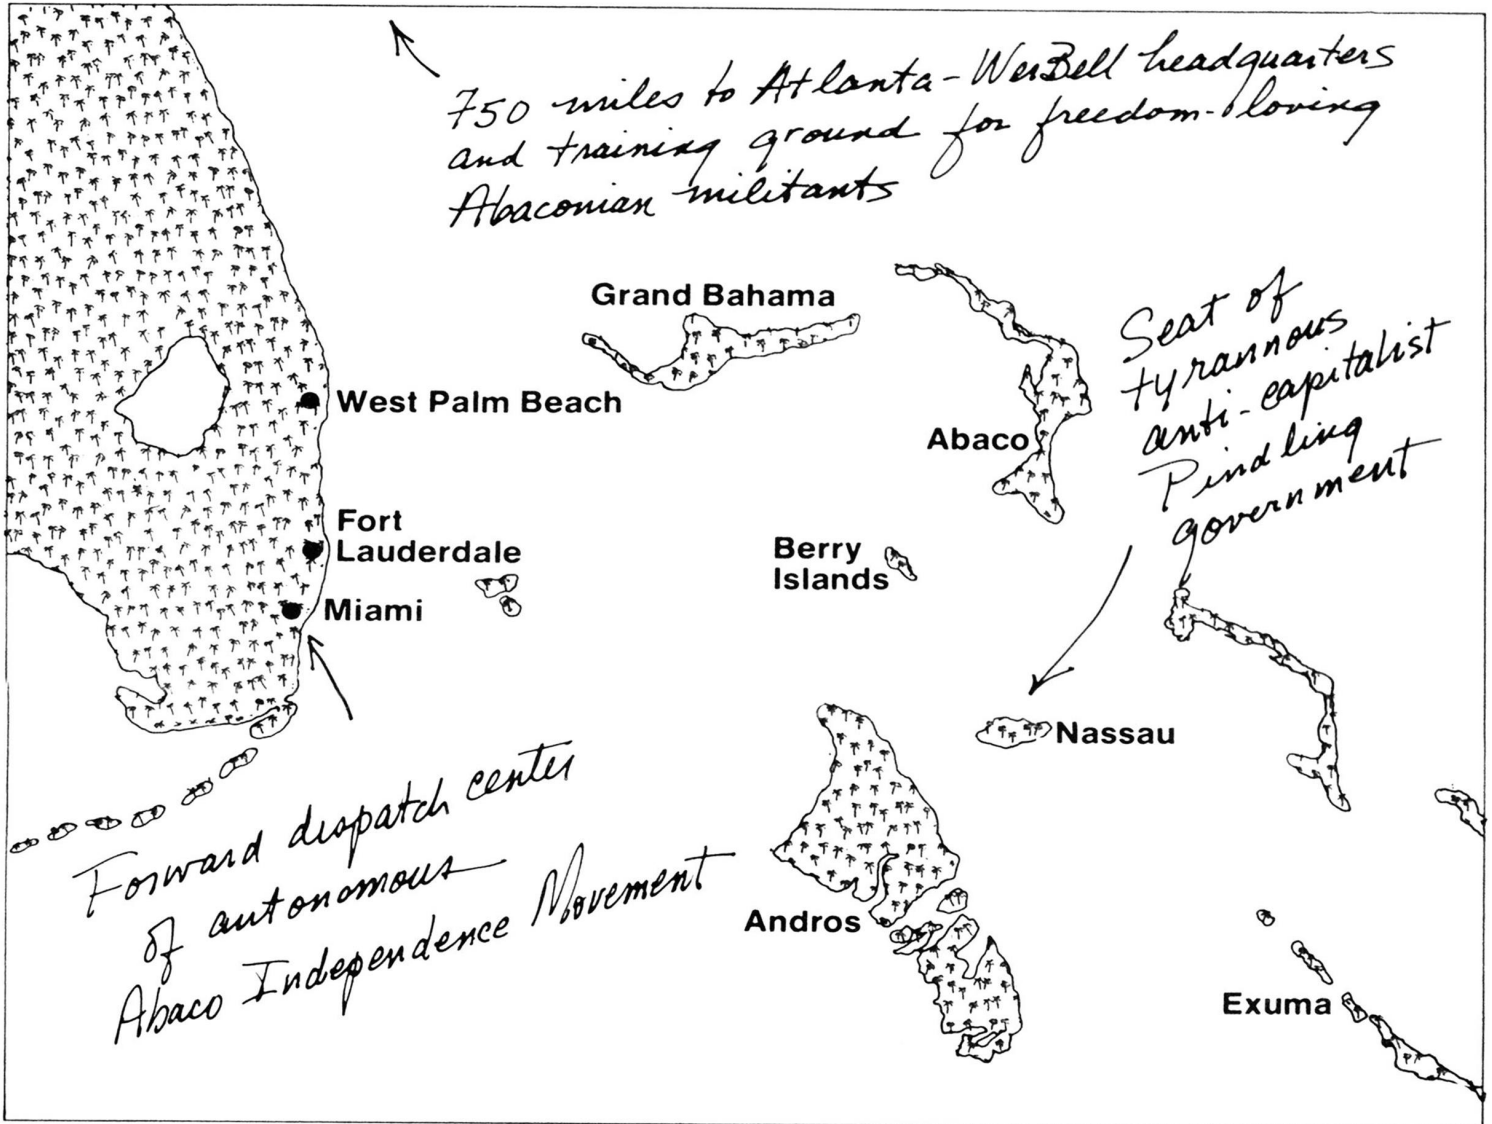 750 miles to Atlanta - WerBell headquarters
and training ground for freedom-loving
Abaconian militants
Grand Bahama
Seat of
tyrannous
anti-capitalist
Pindling
government
West Palm Beach
Abaco
Fort
Lauderdale
Berry
Islands
Miami
Nassau
Forward dispatch center
of autonomous
Abaco Independence Movement
Andros
Exuma